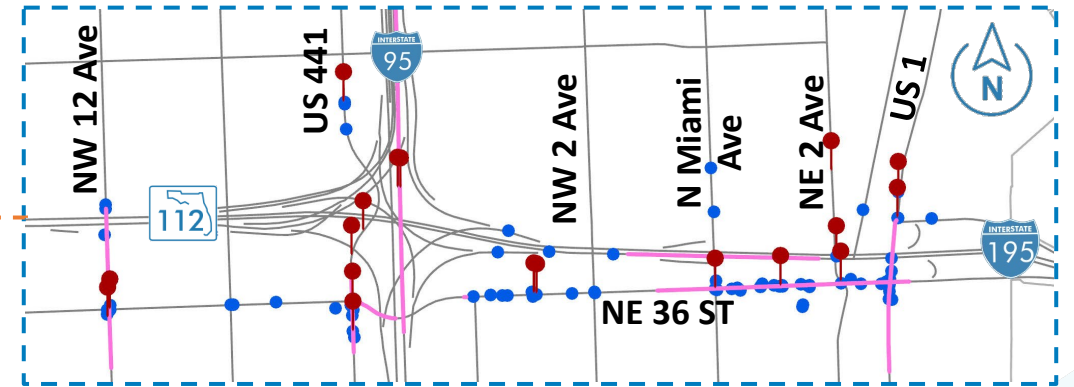 NW 12 Ave
US 441
INTERSTATE
95
NW 2 Ave
N Miami
Ave
NE 2 Ave
US 1
N
112
INTERSTATE
195
NE 36 ST